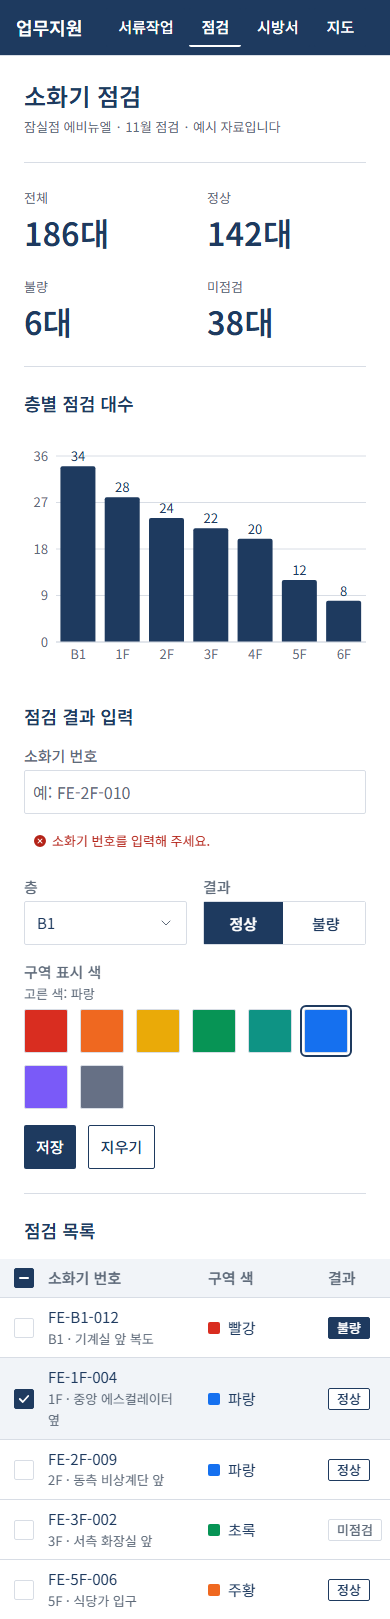 업무지원 서류작업 점검 시방서 지도
소화기 점검
잠실점 에비뉴엘 · 11월 점검 · 예시 자료입니다
전체 정상
186대 142대
불량 미점검
6대 38대
층별 점검 대수
36
27
18
9
0
34 28 24 22 20 12 8
B1 1F 2F 3F 4F 5F 6F
점검 결과 입력
소화기 번호
예: FE-2F-010
소화기 번호를 입력해 주세요.
층 결과
B1 정상 불량
구역 표시 색
고른 색: 파랑
저장 지우기
점검 목록
소화기 번호 구역 색 결과
FE-B1-012 빨강 불량
B1 · 기계실 앞 복도
FE-1F-004
1F · 중앙 에스컬레이터 파랑 정상
옆
FE-2F-009 파랑 정상
2F · 동측 비상계단 앞
FE-3F-002 초록 미점검
3F · 서측 화장실 앞
FE-5F-006 주황 정상
5F · 식당가 입구